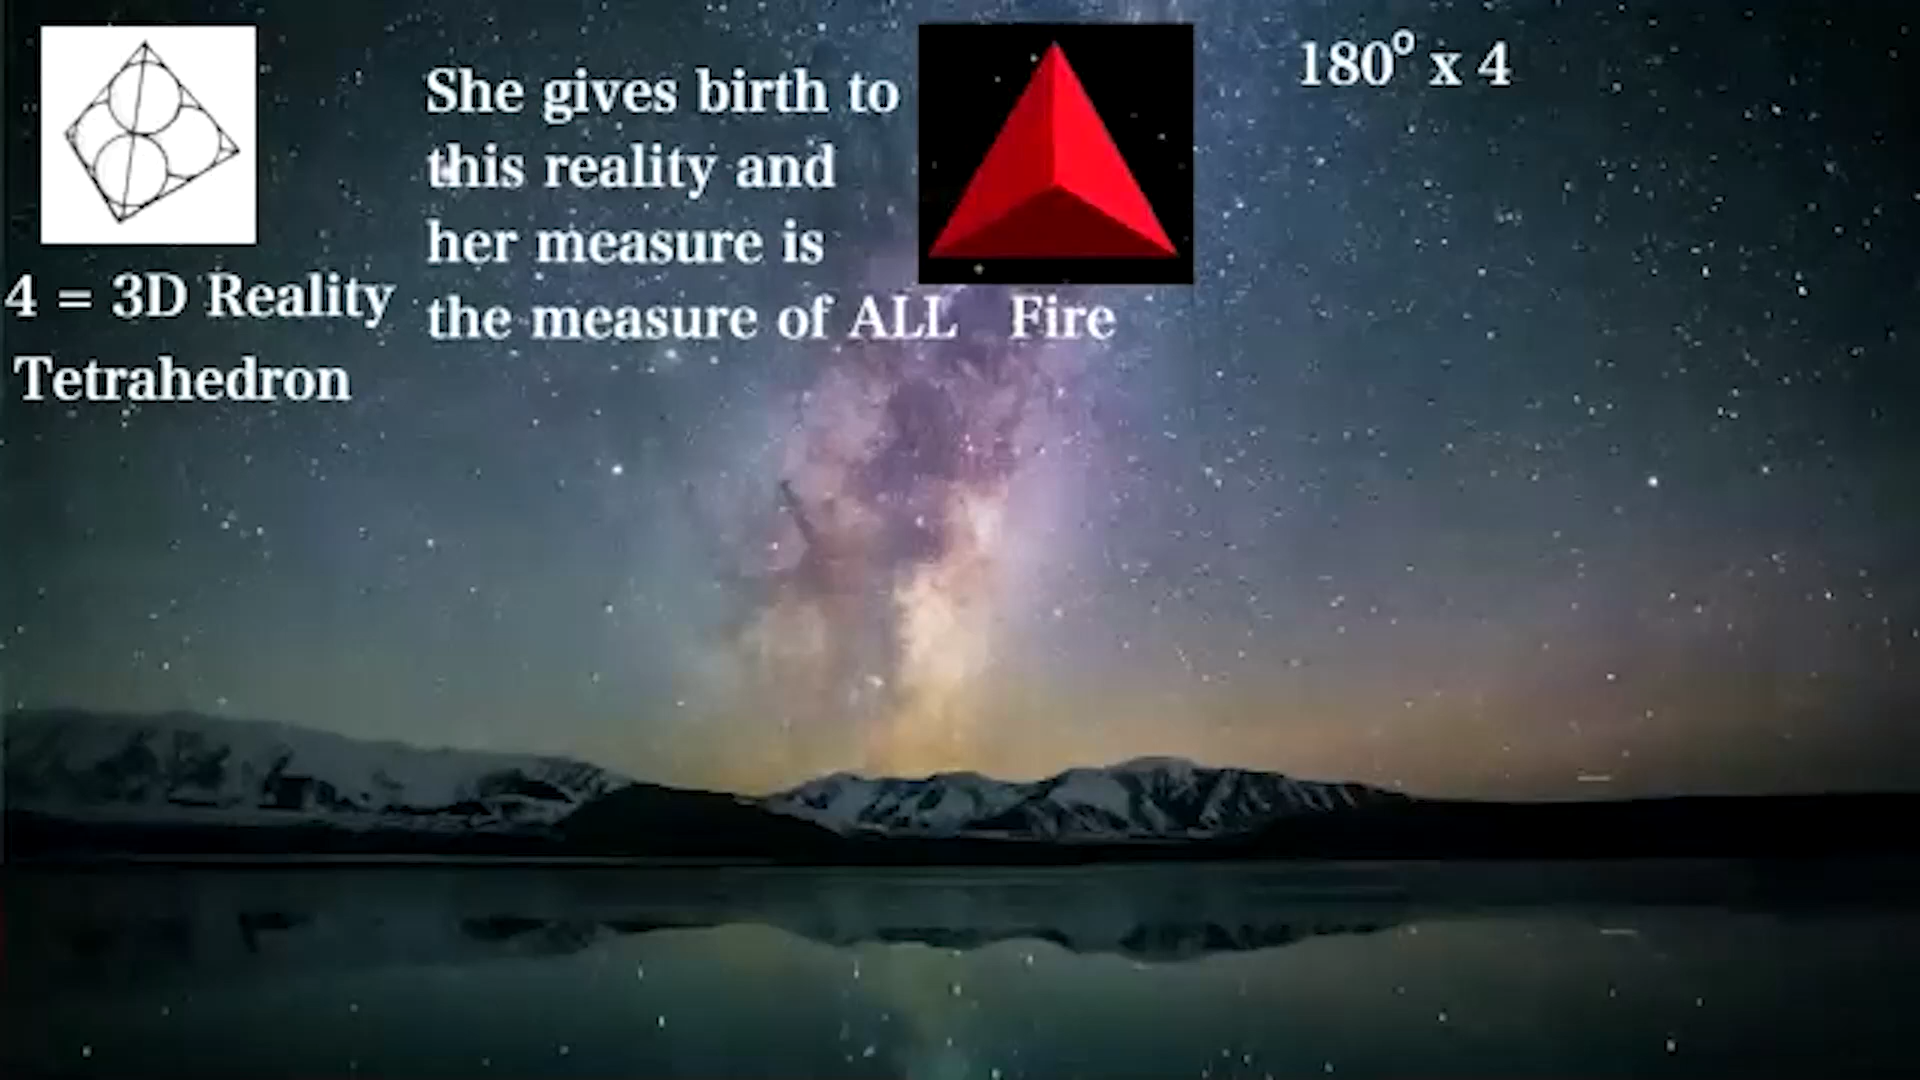 She gives birth to
this reality and
her measure is
the measure of ALL
4 = 3D Reality
Tetrahedron
Fire
180° x 4